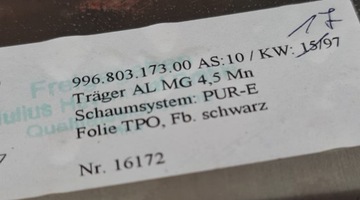 17
996.803.173.00 AS:10 / KW: 15/97
Träger AL MG 4,5 Mn
Schaumsystem: PUR-E
Folie TPO, Fb. schwarz
Nr. 16172